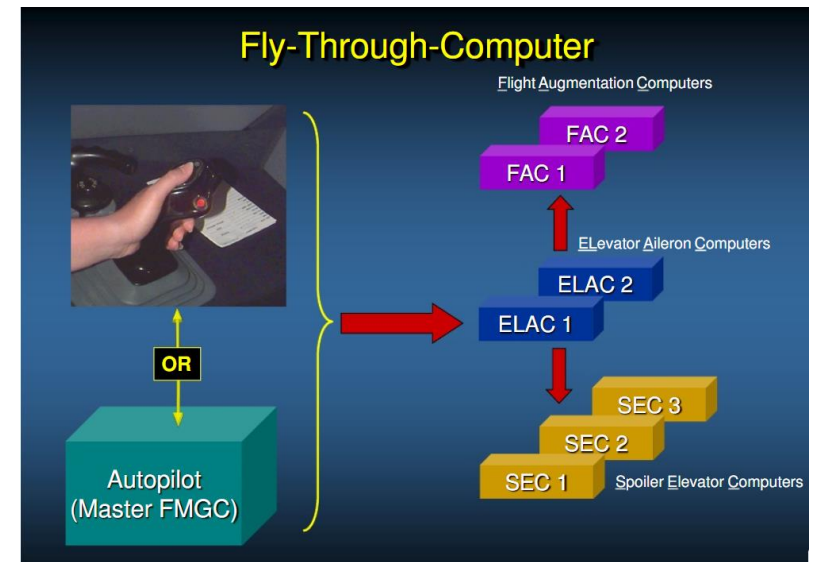 Fly-Through-Computer
Flight Augmentation Computers
FAC 2
FAC 1
ELevator Aileron Computers
ELAC 2
ELAC 1
OR
SEC 3
SEC 2
SEC 1
Spoiler Elevator Computers
Autopilot
(Master FMGC)